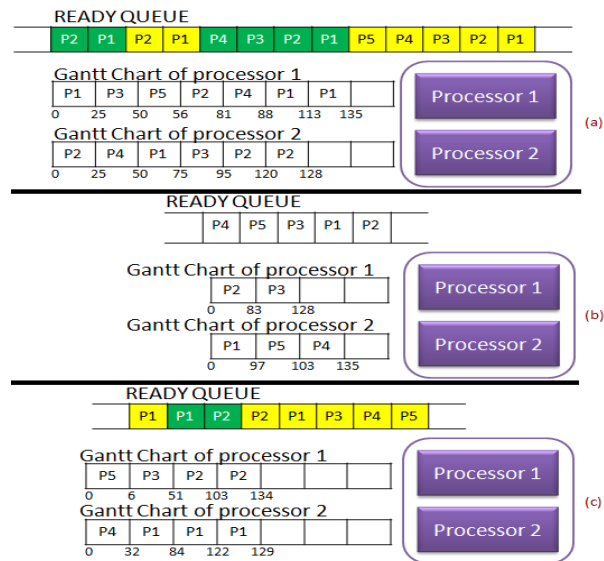 READY QUEUE
P2 P1 P2 P1 P4 P3 P2 P1 P5 P4 P3 P2 P1
Gantt Chart of processor 1
P1 P3 P5 P2 P4 P1 P1
0 25 50 56 81 88 113 135
Gantt Chart of processor 2
P2 P4 P1 P3 P2 P2
0 25 50 75 95 120 128
Processor 1
Processor 2
(a)
READY QUEUE
P4 P5 P3 P1 P2
Gantt Chart of processor 1
P2 P3
0 83 128
Gantt Chart of processor 2
P1 P5 P4
0 97 103 135
Processor 1
Processor 2
(b)
READY QUEUE
P1 P1 P2 P2 P1 P3 P4 P5
Gantt Chart of processor 1
P5 P3 P2 P2
0 6 51 103 134
Gantt Chart of processor 2
P4 P1 P1 P1
0 32 84 122 129
Processor 1
Processor 2
(c)